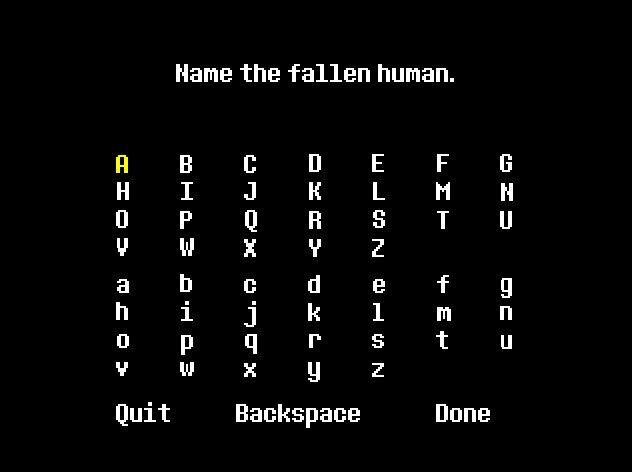 Name the fallen human.
A B C D E F G
H I J K L M N
O P Q R S T U
V W X Y Z
a b c d e f g
h i j k l m n
o p q r s t u
v w x y z
Quit Backspace Done